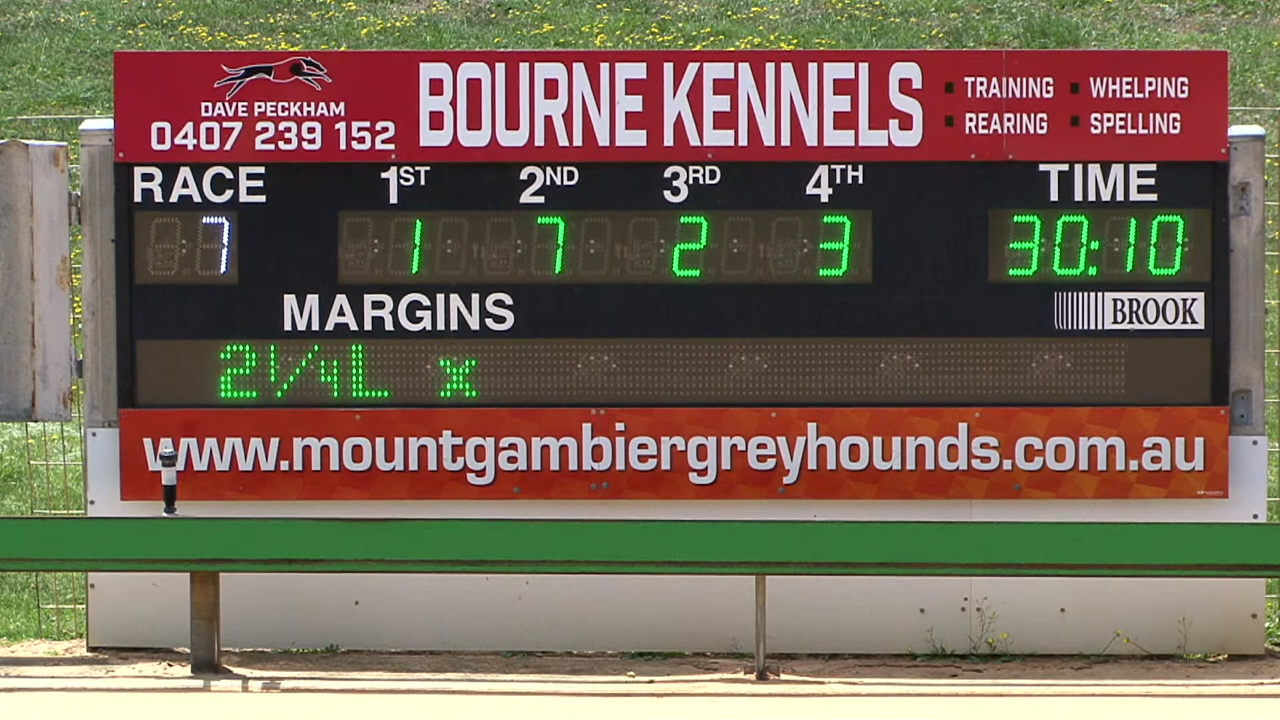 DAVE PECKHAM
0407 239 152
BOURNE KENNELS
▪ TRAINING ▪ WHELPING
▪ REARING ▪ SPELLING
RACE 1ST 2ND 3RD 4TH TIME
7 1 7 2 3 30:10
MARGINS
BROOK
2¼L x
www.mountgambiergreyhounds.com.au